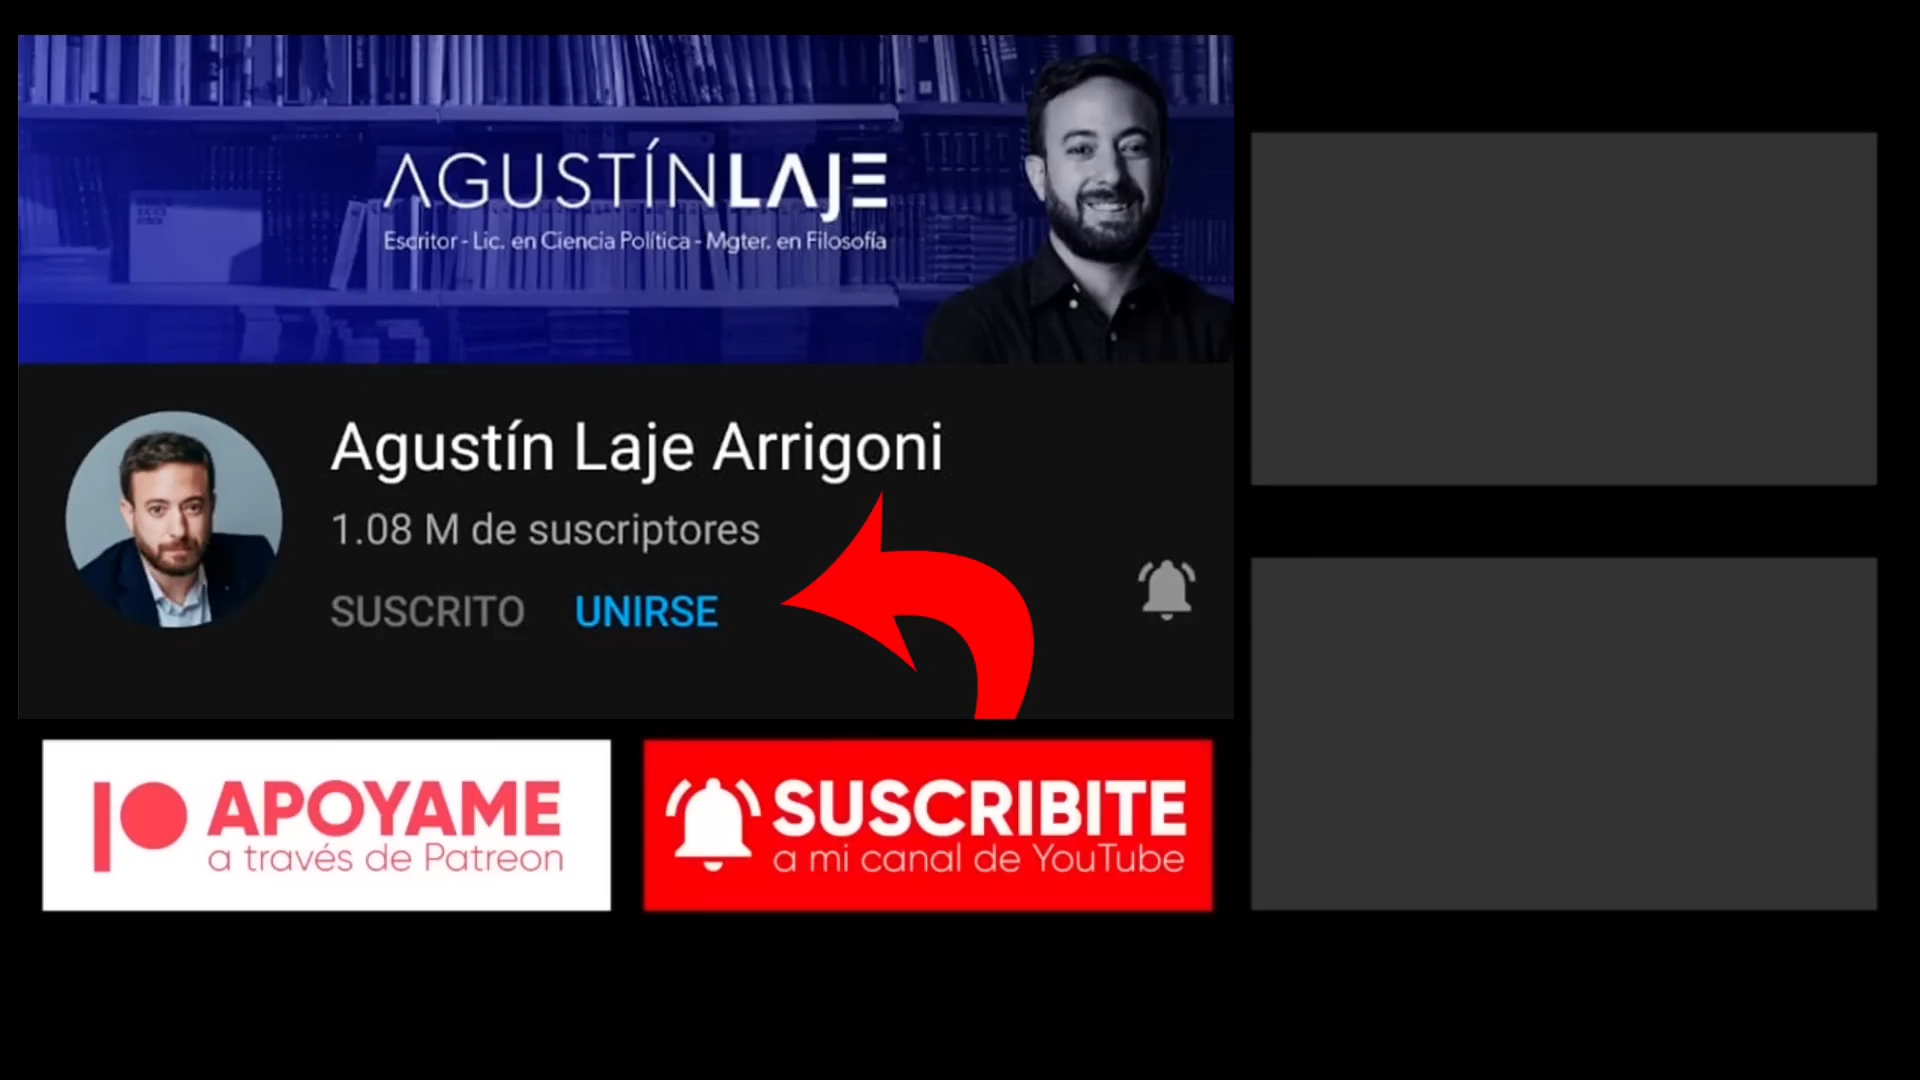 AGUSTÍNLAJE
Escritor - Lic. en Ciencia Política - Mgter. en Filosofía
Agustín Laje Arrigoni
1.08 M de suscriptores
SUSCRITO UNIRSE
APOYAME
a través de Patreon
SUSCRIBITE
a mi canal de YouTube